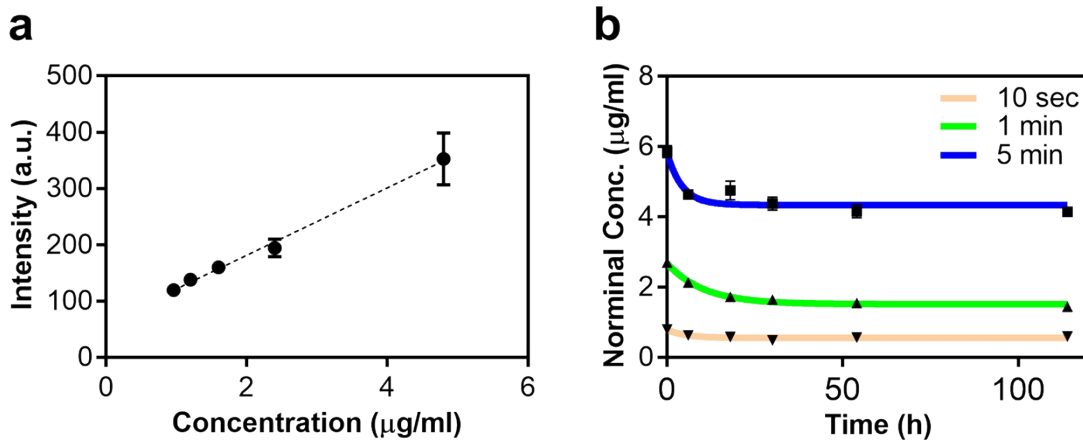 a
500
400
300
200
100
0
0
2
4
6
Intensity (a.u.)
Concentration (μg/ml)
b
8
6
4
2
0
0
50
100
Norminal Conc. (μg/ml)
Time (h)
10 sec
1 min
5 min